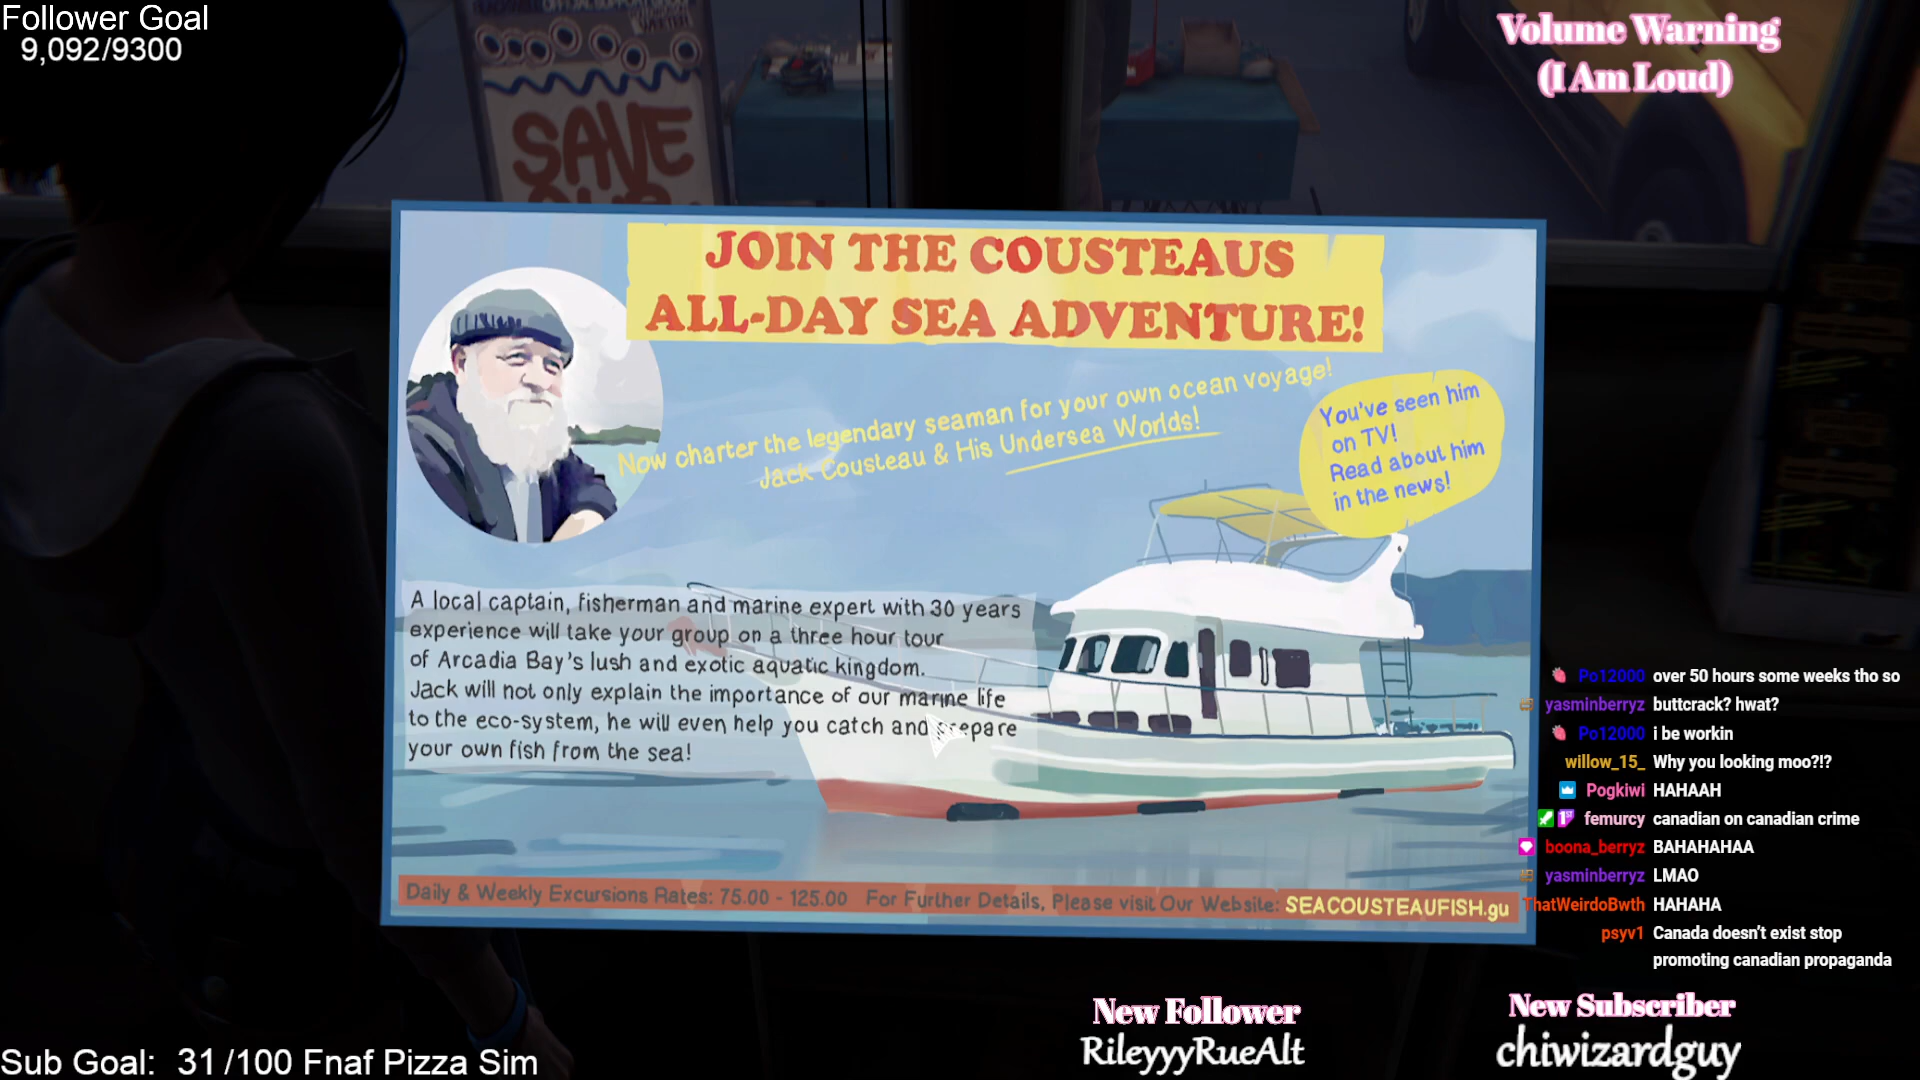 Follower Goal
9,092/9300
Volume Warning
(I Am Loud)
SAVE
JOIN THE COUSTEAUS
ALL-DAY SEA ADVENTURE!
Now charter the legendary seaman for your own ocean voyage!
Jack Cousteau & His Undersea Worlds!
You've seen him
on TV!
Read about him
in the news!
A local captain, fisherman and marine expert with 30 years
experience will take your group on a three hour tour
of Arcadia Bay's lush and exotic aquatic kingdom.
Jack will not only explain the importance of our marine life
to the eco-system, he will even help you catch and prepare
your own fish from the sea!
Daily & Weekly Excursions Rates: 75.00 - 125.00 For Further Details, Please visit Our Website: SEACOUSTEAUFISH.gu
Po12000 over 50 hours some weeks tho so
yasminberryz buttcrack? hwat?
Po12000 i be workin
willow_15_ Why you looking moo?!?
Pogkiwi HAHAAH
femurcy canadian on canadian crime
boona_berryz BAHAHAHAA
yasminberryz LMAO
ThatWeirdoBwth HAHAHA
psyv1 Canada doesn't exist stop
promoting canadian propaganda
New Follower
RileyyyRueAlt
New Subscriber
chiwizardguy
Sub Goal: 31/100 Fnaf Pizza Sim